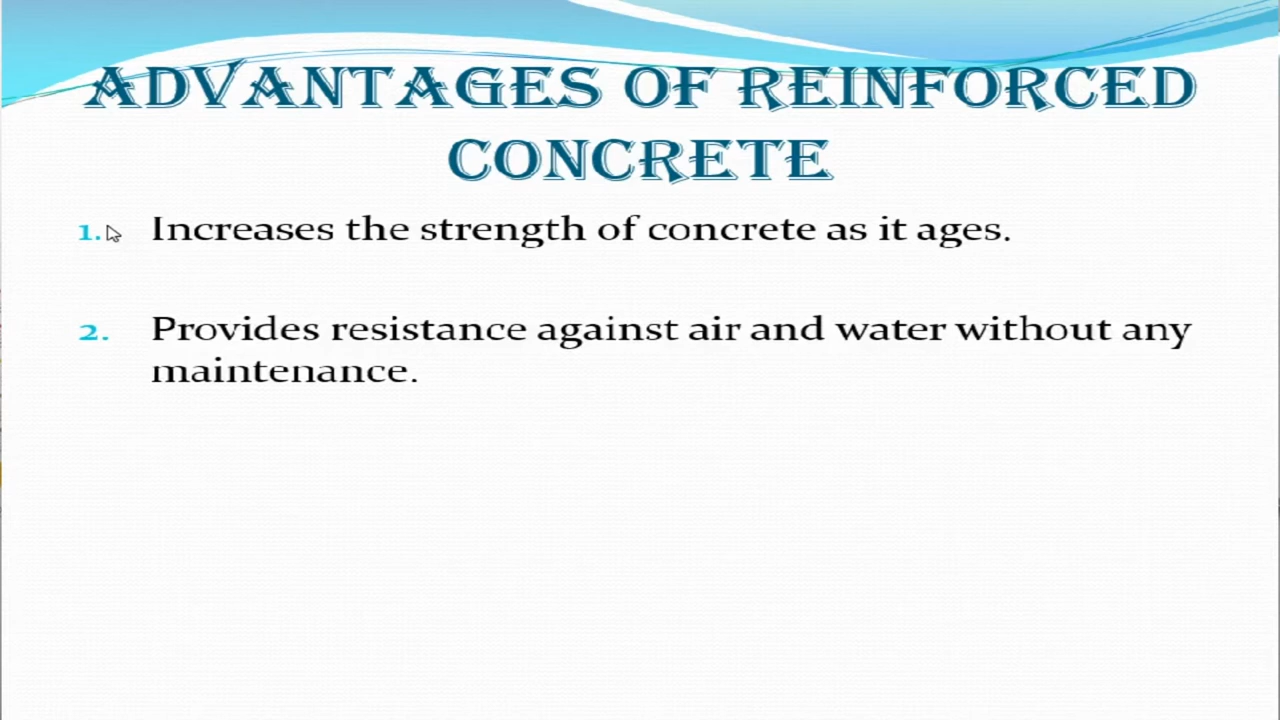 ADVANTAGES OF REINFORCED
CONCRETE
1. Increases the strength of concrete as it ages.
2. Provides resistance against air and water without any
maintenance.